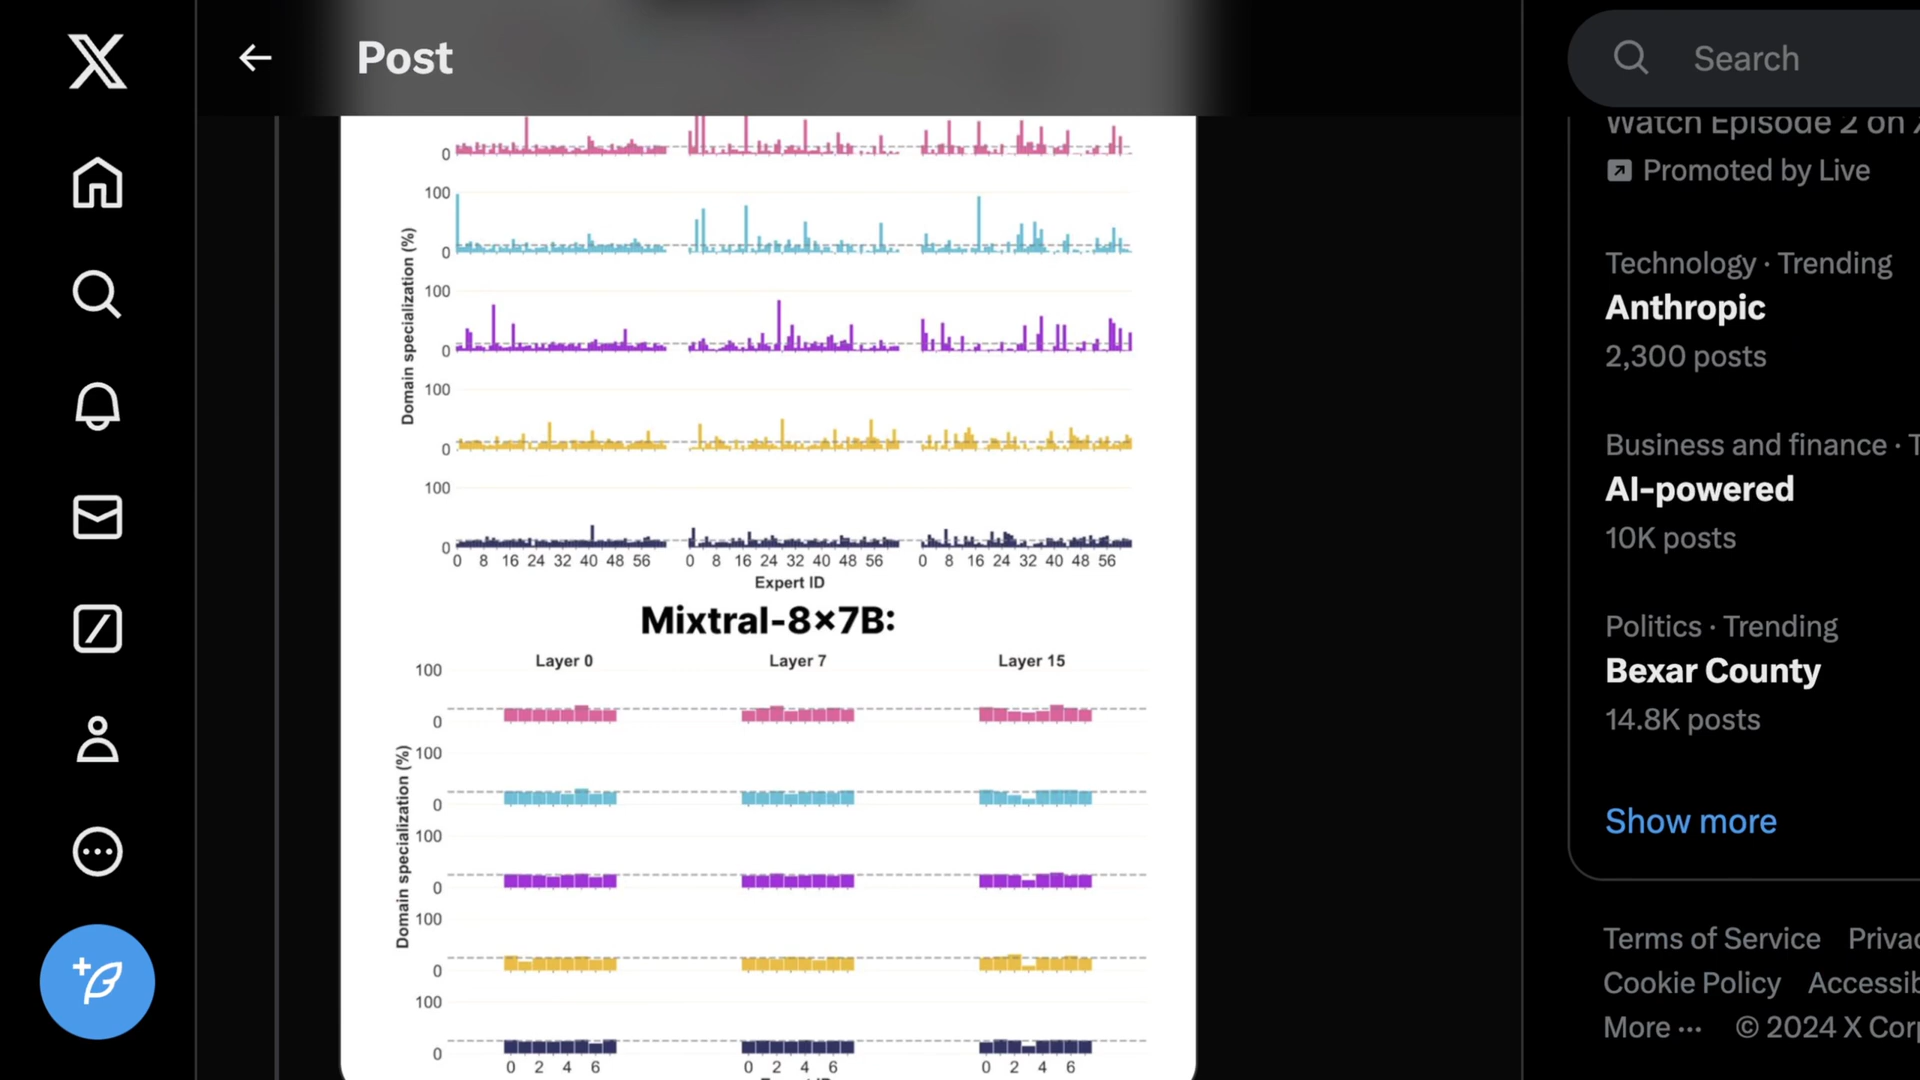 Post
Search
Watch Episode 2 on
Promoted by Live
Technology · Trending
Anthropic
2,300 posts
Business and finance · T
AI-powered
10K posts
Politics · Trending
Bexar County
14.8K posts
Show more
Terms of Service Privac
Cookie Policy Accessib
More ··· © 2024 X Corp
0
100
0
100
0
100
0
100
0
Domain specialization (%)
0 8 16 24 32 40 48 56 0 8 16 24 32 40 48 56 0 8 16 24 32 40 48 56
Expert ID
Mixtral-8×7B:
Layer 0 Layer 7 Layer 15
100
0
100
0
100
0
100
0
100
0
Domain specialization (%)
0 2 4 6 0 2 4 6 0 2 4 6